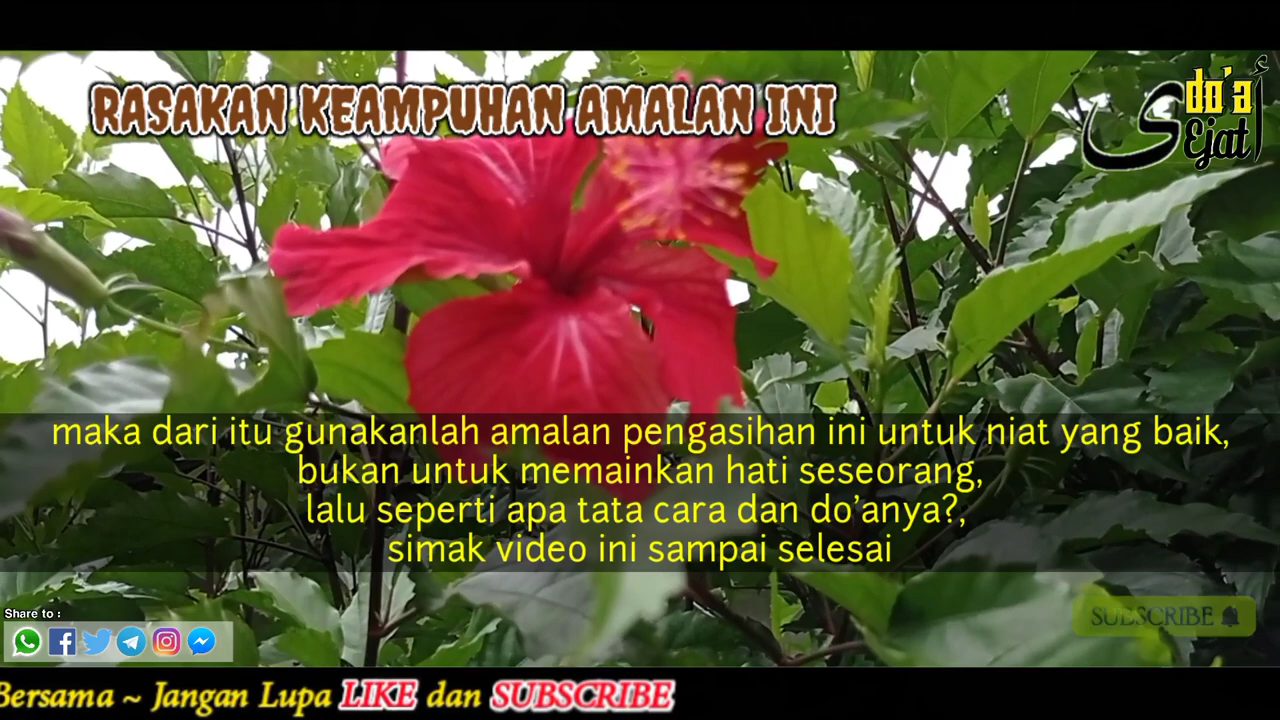 RASAKAN KEAMPUHAN AMALAN INI
do'a
Ejat
أ
ى
maka dari itu gunakanlah amalan pengasihan ini untuk niat yang baik,
bukan untuk memainkan hati seseorang,
lalu seperti apa tata cara dan do'anya?,
simak video ini sampai selesai
Share to :
SUBSCRIBE
Bersama ~ Jangan Lupa LIKE dan SUBSCRIBE